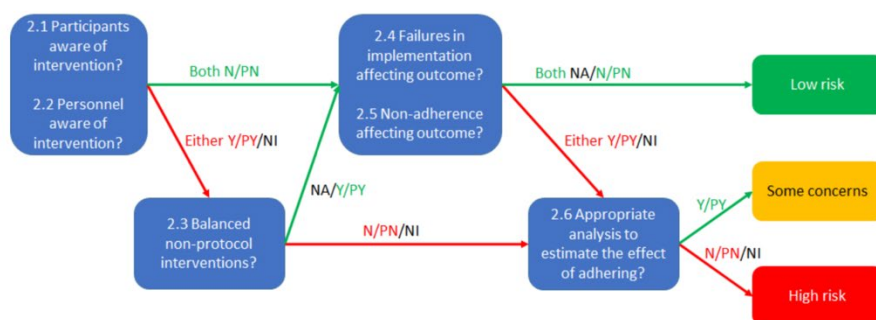 2.1 Participants
aware of
intervention?
2.2 Personnel
aware of
intervention?
Both N/PN
Either Y/PY/NI
2.3 Balanced
non-protocol
interventions?
NA/Y/PY
N/PN/NI
2.4 Failures in
implementation
affecting outcome?
2.5 Non-adherence
affecting outcome?
Both NA/N/PN
Either Y/PY/NI
2.6 Appropriate
analysis to
estimate the effect
of adhering?
Y/PY
N/PN/NI
Low risk
Some concerns
High risk